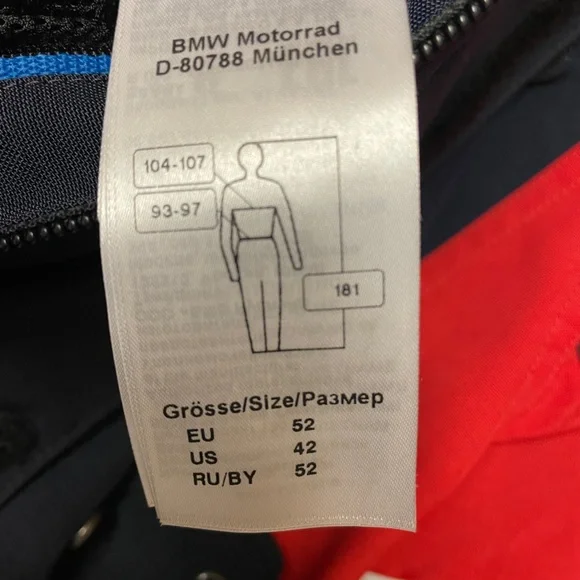 BMW Motorrad
D-80788 München
104-107
93-97
181
Grösse/Size/Размер
EU 52
US 42
RU/BY 52